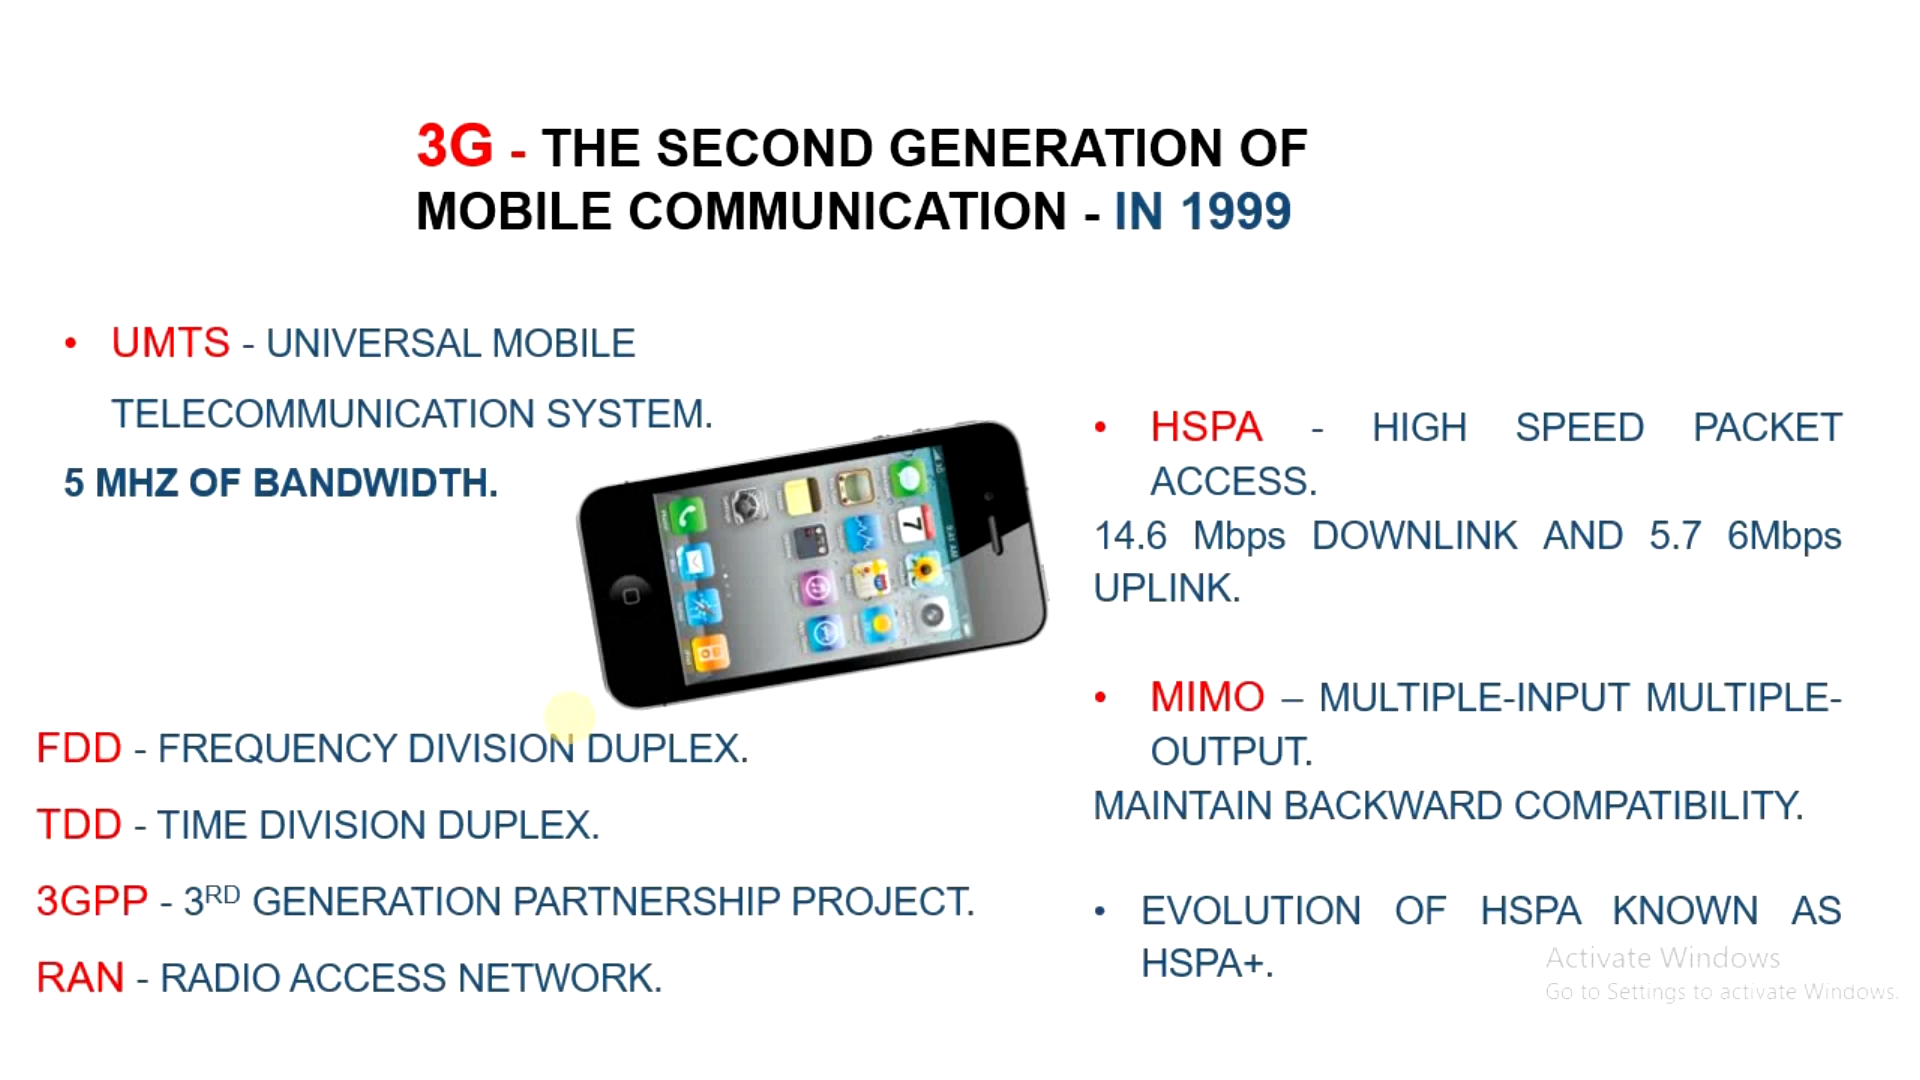 3G - THE SECOND GENERATION OF
MOBILE COMMUNICATION - IN 1999
• UMTS - UNIVERSAL MOBILE
TELECOMMUNICATION SYSTEM.
5 MHZ OF BANDWIDTH.
FDD - FREQUENCY DIVISION DUPLEX.
TDD - TIME DIVISION DUPLEX.
3GPP - 3RD GENERATION PARTNERSHIP PROJECT.
RAN - RADIO ACCESS NETWORK.
• HSPA - HIGH SPEED PACKET
ACCESS.
14.6 Mbps DOWNLINK AND 5.7 6Mbps
UPLINK.
• MIMO – MULTIPLE-INPUT MULTIPLE-
OUTPUT.
MAINTAIN BACKWARD COMPATIBILITY.
• EVOLUTION OF HSPA KNOWN AS
HSPA+.
Activate Windows
Go to Settings to activate Windows.
7